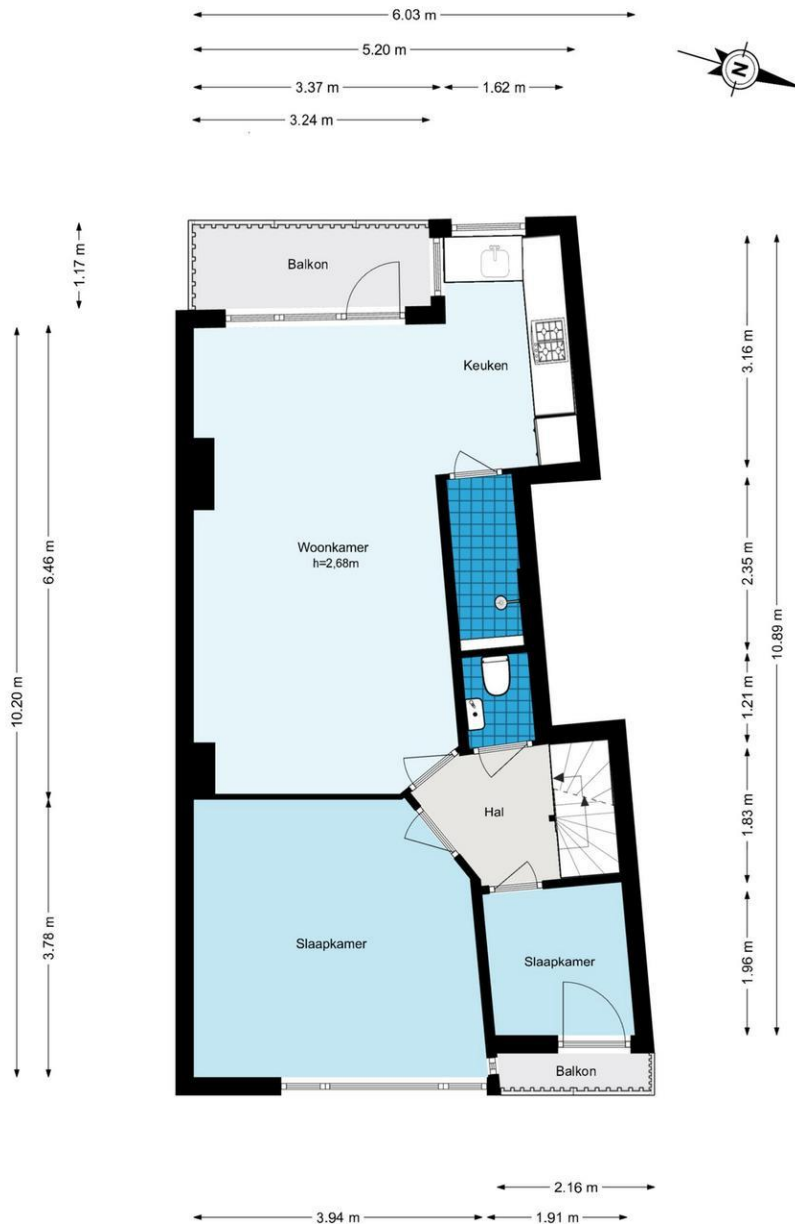 6.03 m
5.20 m
3.37 m
1.62 m
3.24 m
N
1.17 m
Balkon
Keuken
3.16 m
Woonkamer
h=2,68m
6.46 m
2.35 m
10.89 m
10.20 m
1.21 m
Hal
1.83 m
3.78 m
Slaapkamer
Slaapkamer
1.96 m
Balkon
2.16 m
3.94 m
1.91 m